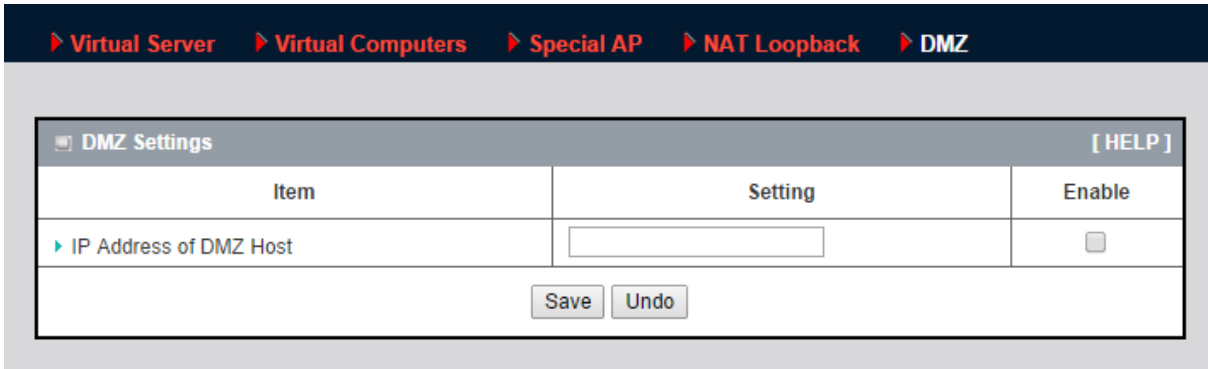 Virtual Server Virtual Computers Special AP NAT Loopback DMZ
DMZ Settings [ HELP ]
Item Setting Enable
IP Address of DMZ Host
Save Undo